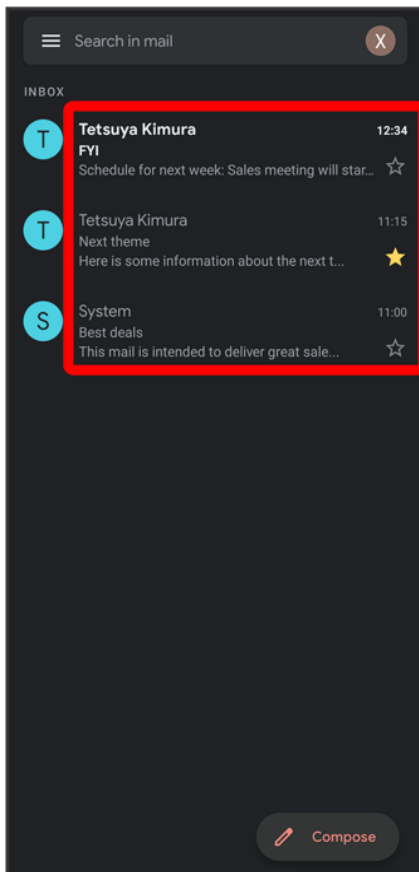 Search in mail
X
INBOX
T
Tetsuya Kimura 12:34
FYI
Schedule for next week: Sales meeting will star...
T
Tetsuya Kimura 11:15
Next theme
Here is some information about the next t...
S
System 11:00
Best deals
This mail is intended to deliver great sale...
Compose